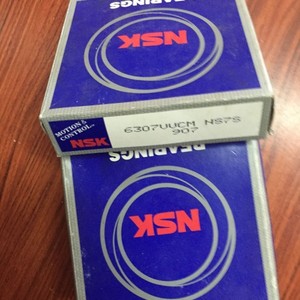 BEARINGS
NSK
MOTION &
CONTROL
NSK
6307VVCM NS7S
907
BEARINGS
NSK